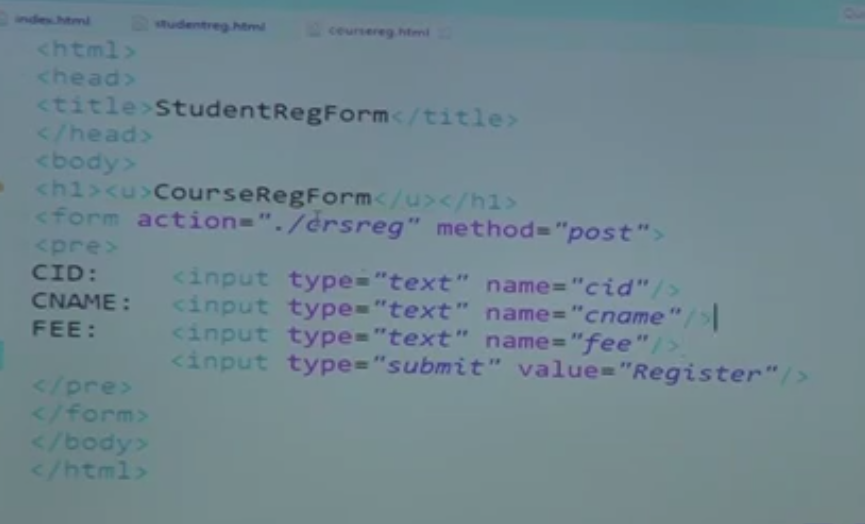 index.html studentreg.html coursereg.html
<html>
<head>
<title>StudentRegForm</title>
</head>
<body>
<h1><u>CourseRegForm</u></h1>
<form action="./crsreg" method="post">
<pre>
CID: <input type="text" name="cid"/>
CNAME: <input type="text" name="cname"/>
FEE: <input type="text" name="fee"/>
<input type="submit" value="Register"/>
</pre>
</form>
</body>
</html>